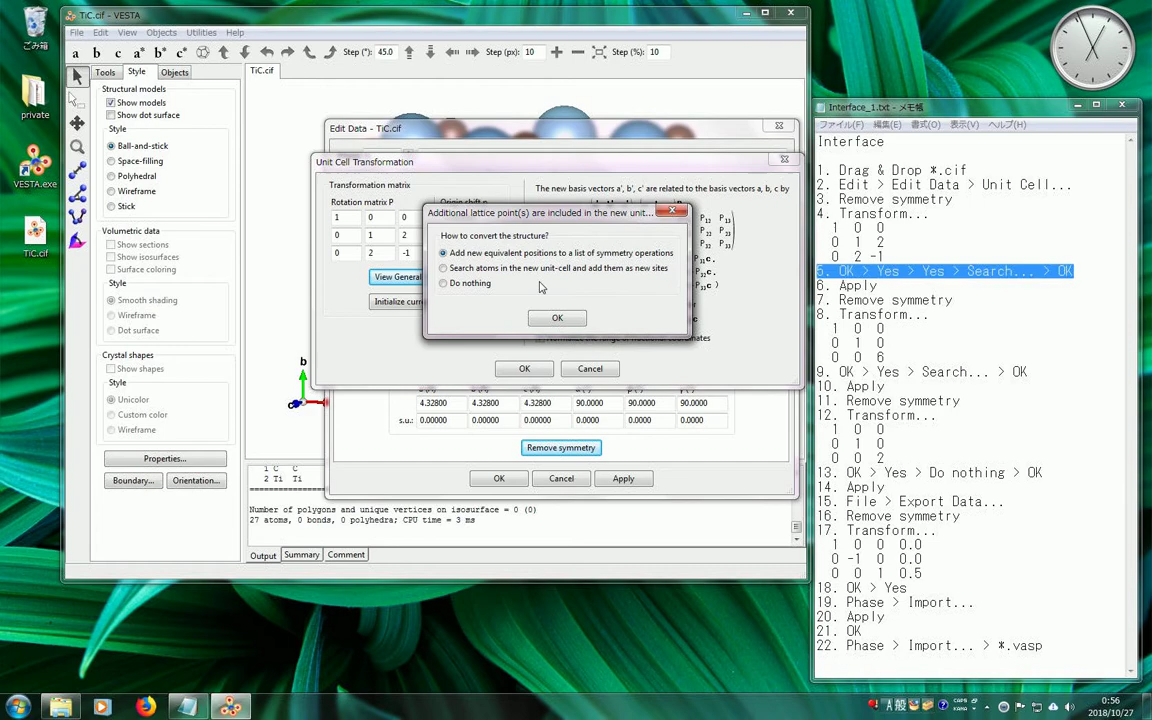 ごみ箱
private
VESTA.exe
TiC.cif
TiC.cif - VESTA
File Edit View Objects Utilities Help
a b c a* b* c* Step (°): 45.0 Step (px): 10 Step (%): 10
Tools Style Objects
TiC.cif
Structural models
Show models
Show dot surface
Style
Ball-and-stick
Space-filling
Polyhedral
Wireframe
Stick
Volumetric data
Show sections
Show isosurfaces
Surface coloring
Style
Smooth shading
Wireframe
Dot surface
Crystal shapes
Show shapes
Style
Unicolor
Custom color
Wireframe
Properties...
Boundary... Orientation...
b
c
Edit Data - TiC.cif
Unit Cell Transformation
Transformation matrix
Rotation matrix P Origin shift p
1 0 0
0 1 2
0 2 -1
The new basis vectors a', b', c' are related to the basis vectors a, b, c by
View General
Initialize curr
Additional lattice point(s) are included in the new unit...
How to convert the structure?
Add new equivalent positions to a list of symmetry operations
Search atoms in the new unit-cell and add them as new sites
Do nothing
OK
OK Cancel
4.32800 4.32800 4.32800 90.0000 90.0000 90.0000
s.u.: 0.00000 0.00000 0.00000 0.0000 0.0000 0.0000
Remove symmetry
OK Cancel Apply
1 C C
2 Ti Ti
Number of polygons and unique vertices on isosurface = 0 (0)
27 atoms, 0 bonds, 0 polyhedra; CPU time = 3 ms
Output Summary Comment
Interface_1.txt - メモ帳
ファイル(F) 編集(E) 書式(O) 表示(V) ヘルプ(H)
Interface
1. Drag & Drop *.cif
2. Edit > Edit Data > Unit Cell...
3. Remove symmetry
4. Transform...
1 0 0
0 1 2
0 2 -1
5. OK > Yes > Yes > Search... > OK
6. Apply
7. Remove symmetry
8. Transform...
1 0 0
0 1 0
0 0 6
9. OK > Yes > Search... > OK
10. Apply
11. Remove symmetry
12. Transform...
1 0 0
0 1 0
0 0 2
13. OK > Yes > Do nothing > OK
14. Apply
15. File > Export Data...
16. Remove symmetry
17. Transform...
1 0 0 0.0
0 -1 0 0.0
0 0 1 0.5
18. OK > Yes
19. Phase > Import...
20. Apply
21. OK
22. Phase > Import... > *.vasp
A 般 CAPS KANA
0:56
2018/10/27